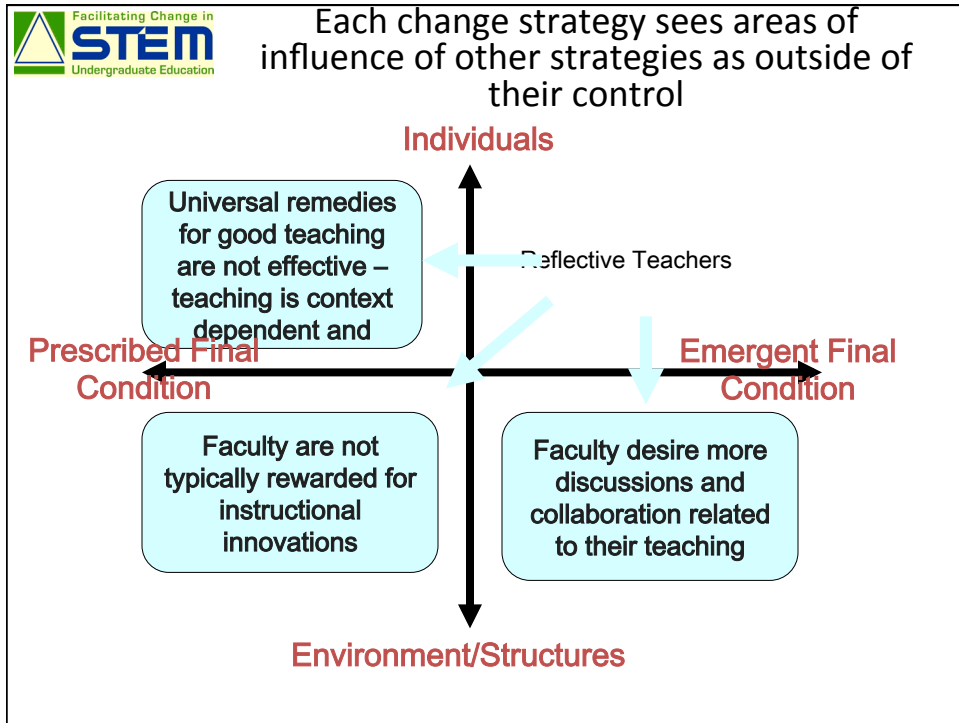 Facilitating Change in
STEM
Undergraduate Education
Each change strategy sees areas of
influence of other strategies as outside of
their control
Individuals
Universal remedies
for good teaching
are not effective –
teaching is context
dependent and
Reflective Teachers
Prescribed Final
Condition
Emergent Final
Condition
Faculty are not
typically rewarded for
instructional
innovations
Faculty desire more
discussions and
collaboration related
to their teaching
Environment/Structures